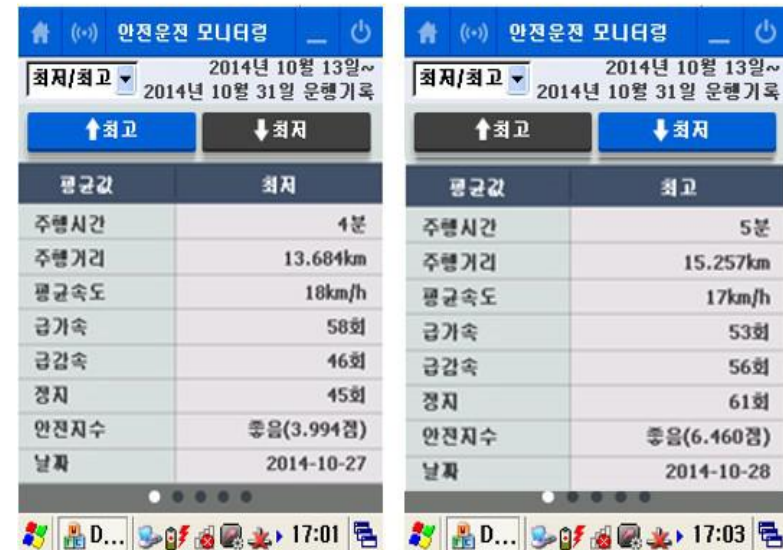 안전운전 모니터링
최저/최고
2014년 10월 13일~
2014년 10월 31일 운행기록
최고
최저
평균값 최저
주행시간 4분
주행거리 13.684km
평균속도 18km/h
급가속 58회
급감속 46회
정지 45회
안전지수 좋음(3.994점)
날짜 2014-10-27
D... 17:01
안전운전 모니터링
최저/최고
2014년 10월 13일~
2014년 10월 31일 운행기록
최고
최저
평균값 최고
주행시간 5분
주행거리 15.257km
평균속도 17km/h
급가속 53회
급감속 56회
정지 61회
안전지수 좋음(6.460점)
날짜 2014-10-28
D... 17:03